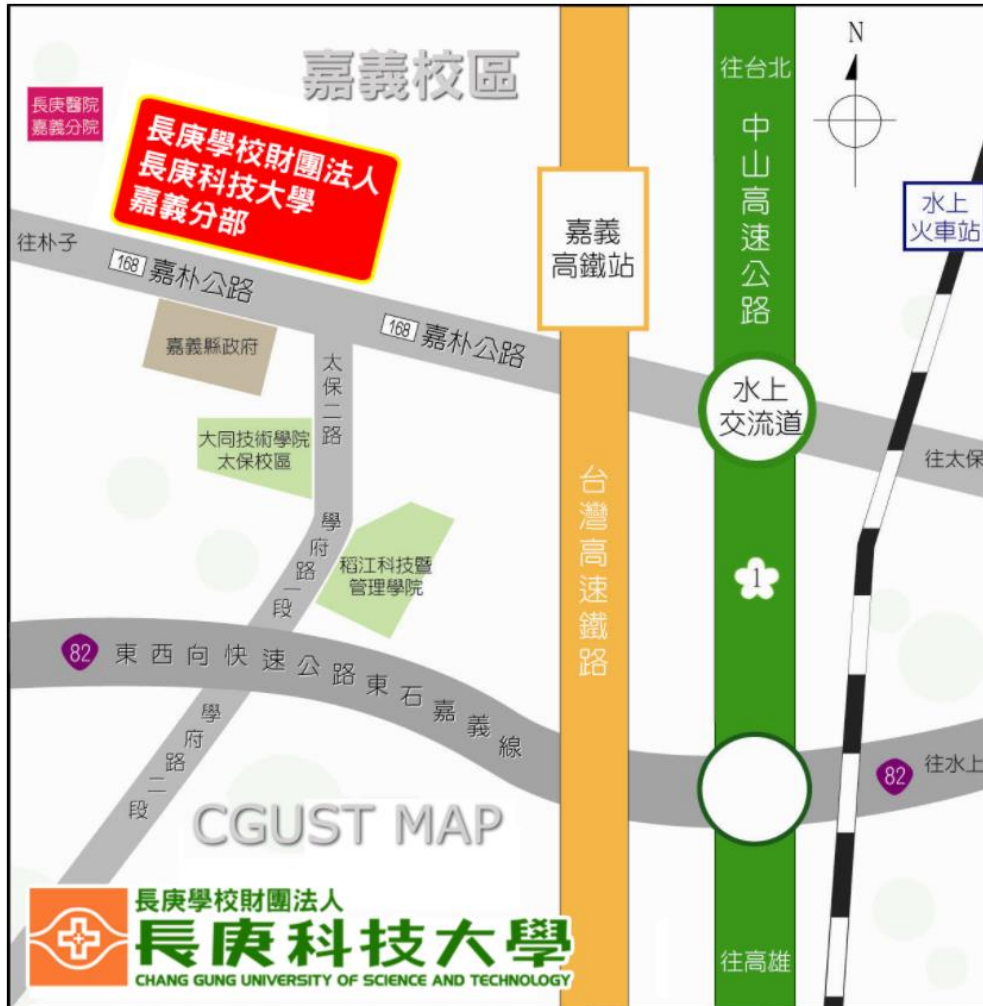 嘉義校區
往台北
N
長庚醫院
嘉義分院
長庚學校財團法人
長庚科技大學
嘉義分部
中山高速公路
嘉義
高鐵站
水上
火車站
往朴子
168 嘉朴公路
168 嘉朴公路
嘉義縣政府
太保二路
水上
交流道
大同技術學院
太保校區
往太保
台灣高速鐵路
學府路一段
稻江科技暨
管理學院
1
82 東西向快速公路東石嘉義線
學府路二段
82 往水上
CGUST MAP
長庚學校財團法人
長庚科技大學
CHANG GUNG UNIVERSITY OF SCIENCE AND TECHNOLOGY
往高雄